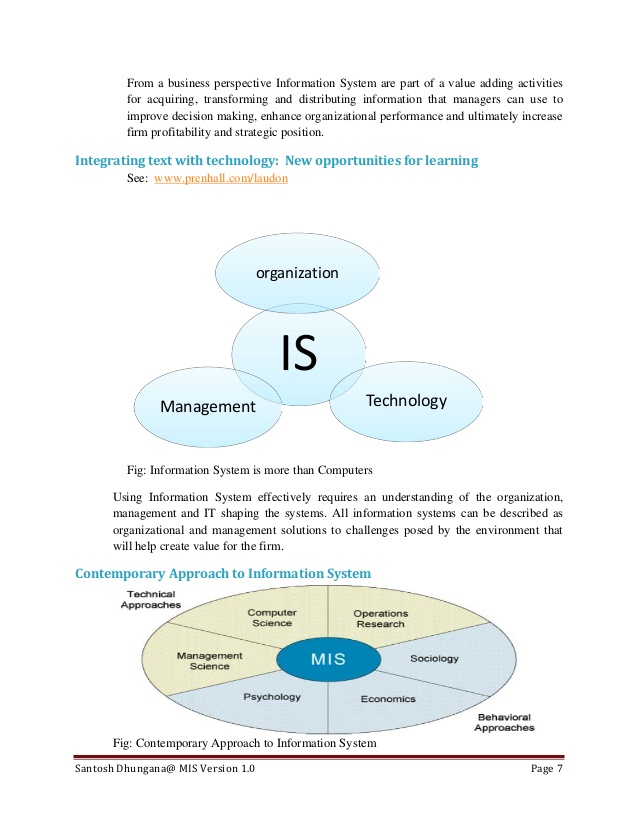 From a business perspective Information System are part of a value adding activities
for acquiring, transforming and distributing information that managers can use to
improve decision making, enhance organizational performance and ultimately increase
firm profitability and strategic position.
Integrating text with technology: New opportunities for learning
See: www.prenhall.com/laudon
organization
IS
Management
Technology
Fig: Information System is more than Computers
Using Information System effectively requires an understanding of the organization,
management and IT shaping the systems. All information systems can be described as
organizational and management solutions to challenges posed by the environment that
will help create value for the firm.
Contemporary Approach to Information System
Technical
Approaches
Computer
Science
Operations
Research
Management
Science
MIS
Sociology
Psychology
Economics
Behavioral
Approaches
Fig: Contemporary Approach to Information System
Santosh Dhungana@ MIS Version 1.0 Page 7